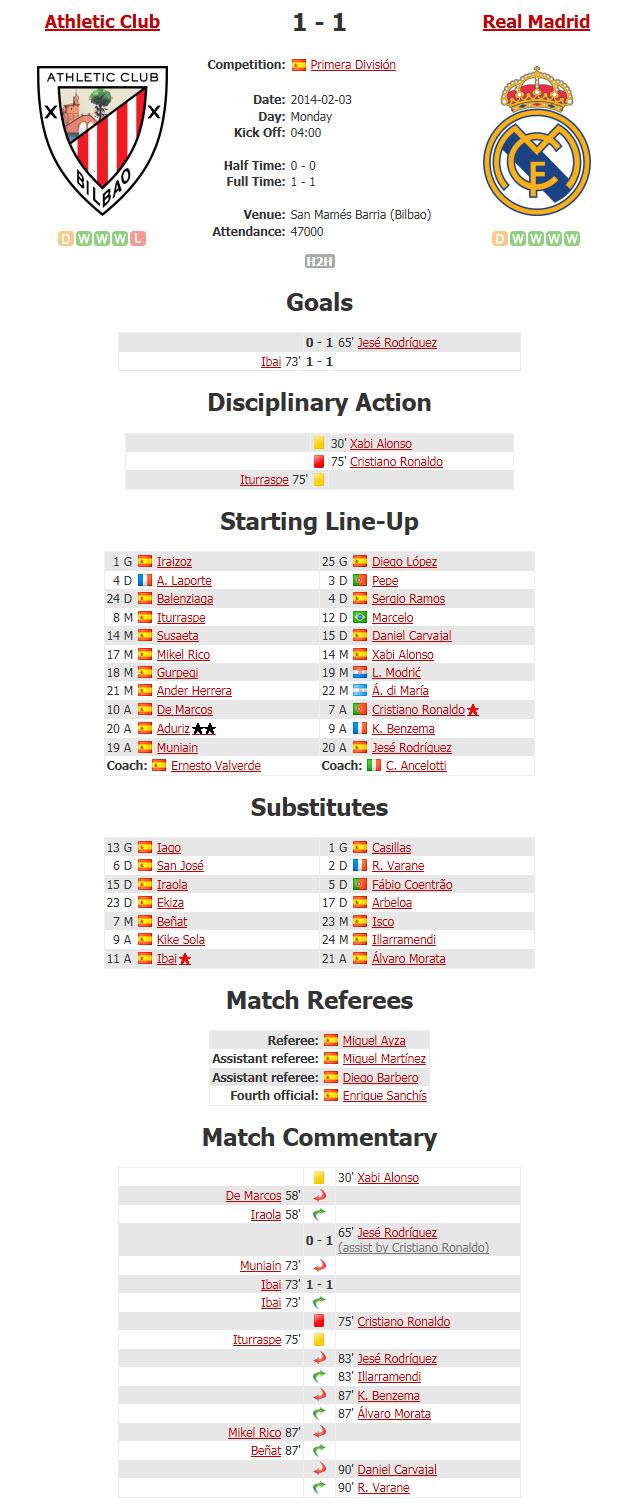 Athletic Club 1 - 1 Real Madrid
Competition: Primera División
ATHLETIC CLUB
BILBAO
Date: 2014-02-03
Day: Monday
Kick Off: 04:00
Half Time: 0 - 0
Full Time: 1 - 1
Venue: San Mamés Barria (Bilbao)
Attendance: 47000
D W W W L D W W W W
H2H
Goals
0 - 1 65' Jesé Rodríguez
Ibai 73' 1 - 1
Disciplinary Action
30' Xabi Alonso
75' Cristiano Ronaldo
Iturraspe 75'
Starting Line-Up
1 G Iraizoz 25 G Diego López
4 D A. Laporte 3 D Pepe
24 D Balenziaga 4 D Sergio Ramos
8 M Iturraspe 12 D Marcelo
14 M Susaeta 15 D Daniel Carvajal
17 M Mikel Rico 14 M Xabi Alonso
18 M Gurpegi 19 M L. Modrić
21 M Ander Herrera 22 M Á. di María
10 A De Marcos 7 A Cristiano Ronaldo
20 A Aduriz 9 A K. Benzema
19 A Muniain 20 A Jesé Rodríguez
Coach: Ernesto Valverde Coach: C. Ancelotti
Substitutes
13 G Iago 1 G Casillas
6 D San José 2 D R. Varane
15 D Iraola 5 D Fábio Coentrão
23 D Ekiza 17 D Arbeloa
7 M Beñat 23 M Isco
9 A Kike Sola 24 M Illarramendi
11 A Ibai 21 A Álvaro Morata
Match Referees
Referee: Miguel Ayza
Assistant referee: Miguel Martínez
Assistant referee: Diego Barbero
Fourth official: Enrique Sanchís
Match Commentary
30' Xabi Alonso
De Marcos 58'
Iraola 58'
0 - 1 65' Jesé Rodríguez
(assist by Cristiano Ronaldo)
Muniain 73'
Ibai 73' 1 - 1
Ibai 73'
75' Cristiano Ronaldo
Iturraspe 75'
83' Jesé Rodríguez
83' Illarramendi
87' K. Benzema
87' Álvaro Morata
Mikel Rico 87'
Beñat 87'
90' Daniel Carvajal
90' R. Varane